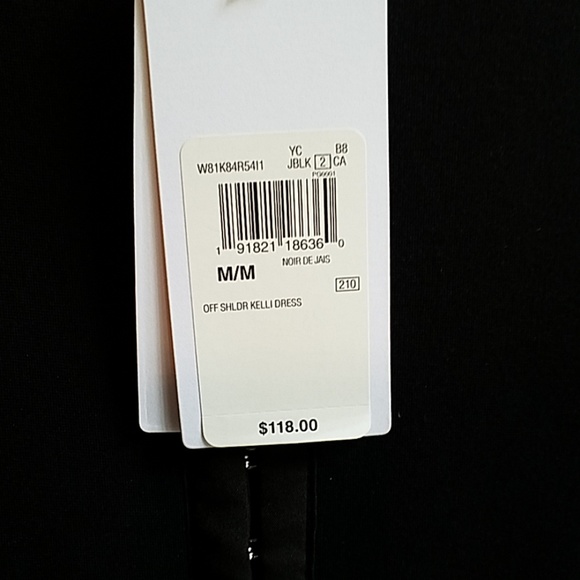 YC B8
W81K84R54I1 JBLK 2 CA
PG0001
1 91821 18636 0
M/M NOIR DE JAIS
210
OFF SHLDR KELLI DRESS
$118.00